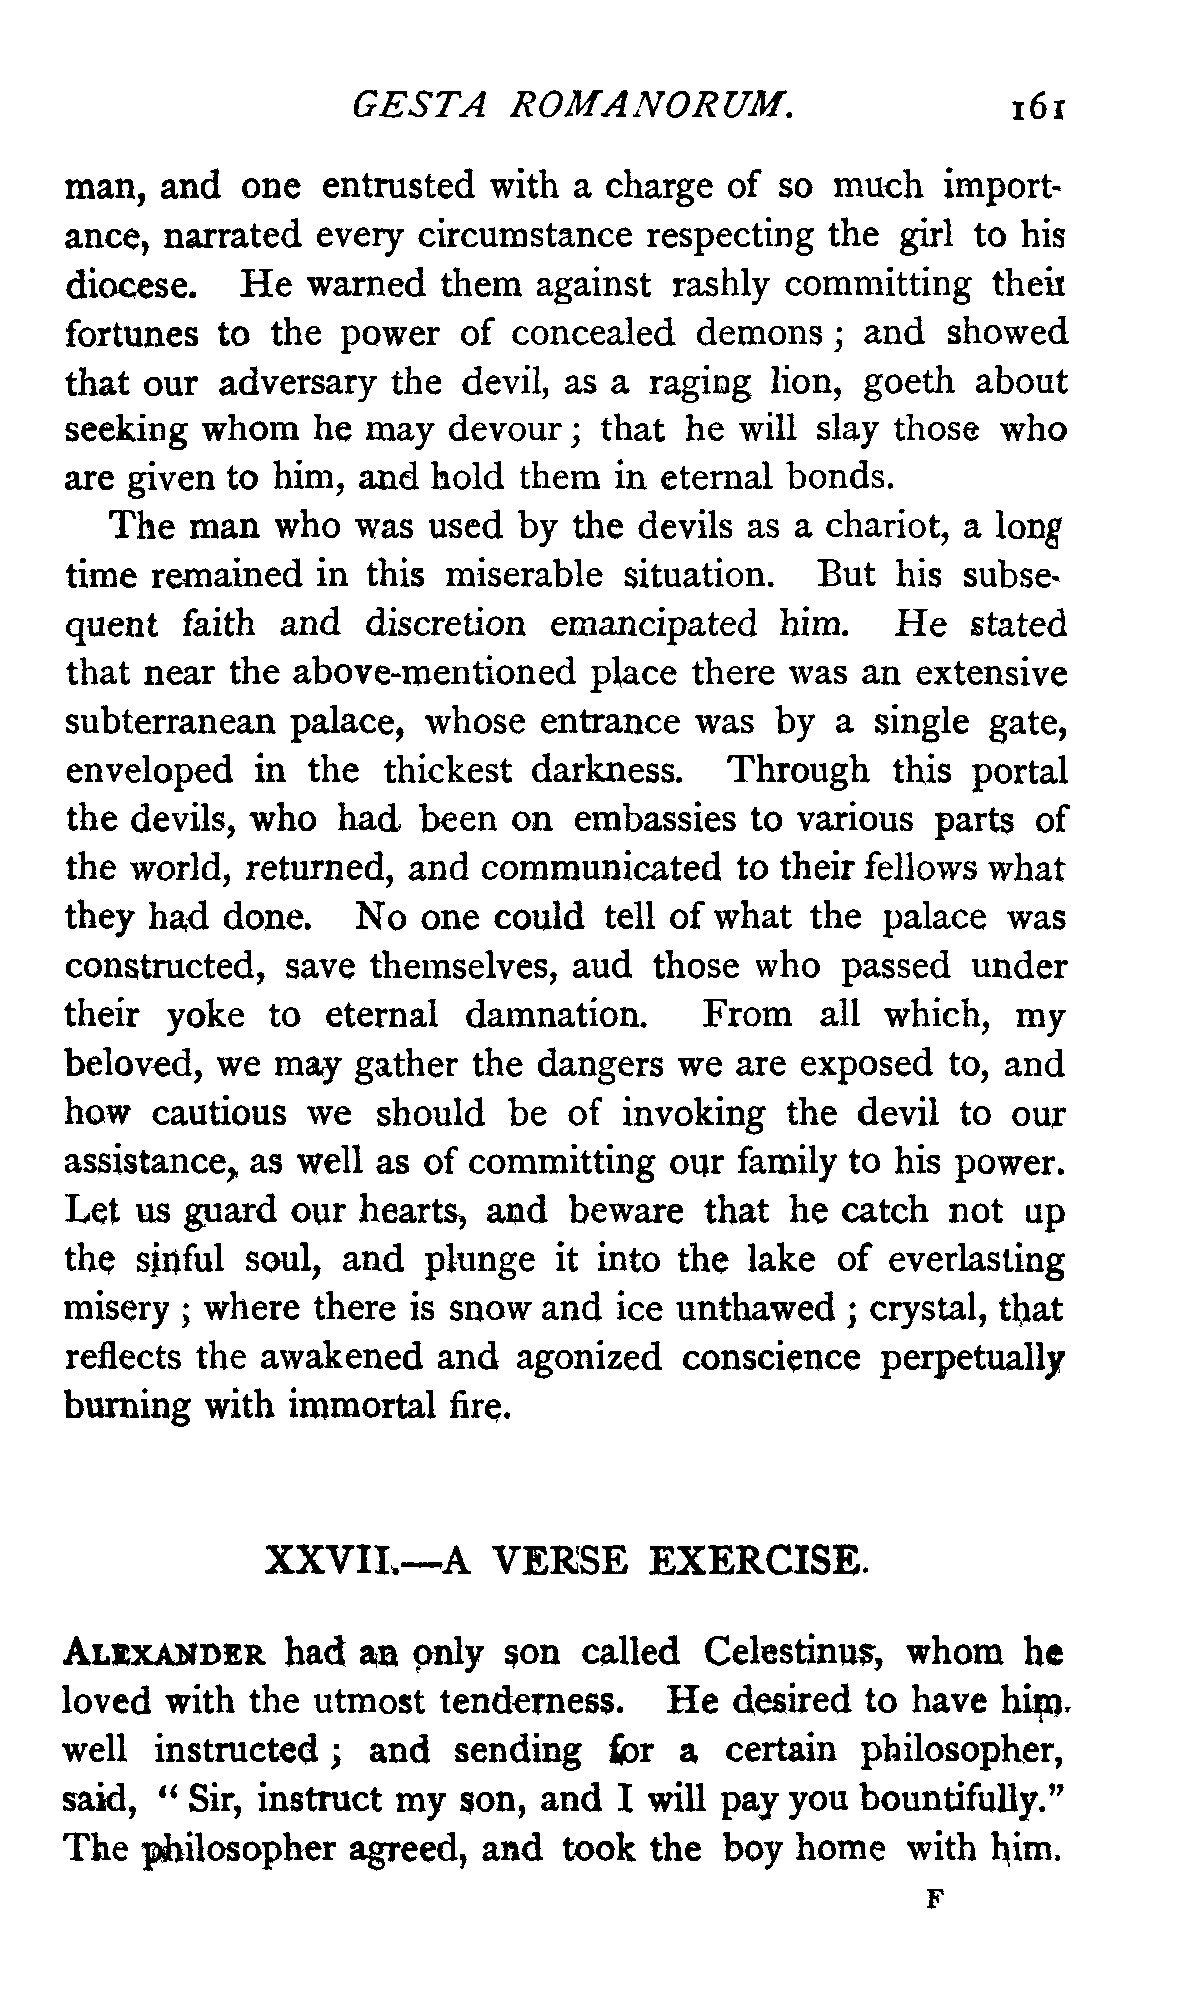 GESTA ROMANORUM. 161
man, and one entrusted with a charge of so much import-
ance, narrated every circumstance respecting the girl to his
diocese. He warned them against rashly committing their
fortunes to the power of concealed demons ; and showed
that our adversary the devil, as a raging lion, goeth about
seeking whom he may devour ; that he will slay those who
are given to him, and hold them in eternal bonds.
The man who was used by the devils as a chariot, a long
time remained in this miserable situation. But his subse-
quent faith and discretion emancipated him. He stated
that near the above-mentioned place there was an extensive
subterranean palace, whose entrance was by a single gate,
enveloped in the thickest darkness. Through this portal
the devils, who had been on embassies to various parts of
the world, returned, and communicated to their fellows what
they had done. No one could tell of what the palace was
constructed, save themselves, aud those who passed under
their yoke to eternal damnation. From all which, my
beloved, we may gather the dangers we are exposed to, and
how cautious we should be of invoking the devil to our
assistance, as well as of committing our family to his power.
Let us guard our hearts, and beware that he catch not up
the sinful soul, and plunge it into the lake of everlasting
misery ; where there is snow and ice unthawed ; crystal, that
reflects the awakened and agonized conscience perpetually
burning with immortal fire.
XXVII.—A VERSE EXERCISE.
ALEXANDER had an only son called Celestinus, whom he
loved with the utmost tenderness. He desired to have him
well instructed ; and sending for a certain philosopher,
said, “ Sir, instruct my son, and I will pay you bountifully.”
The philosopher agreed, and took the boy home with him.
F